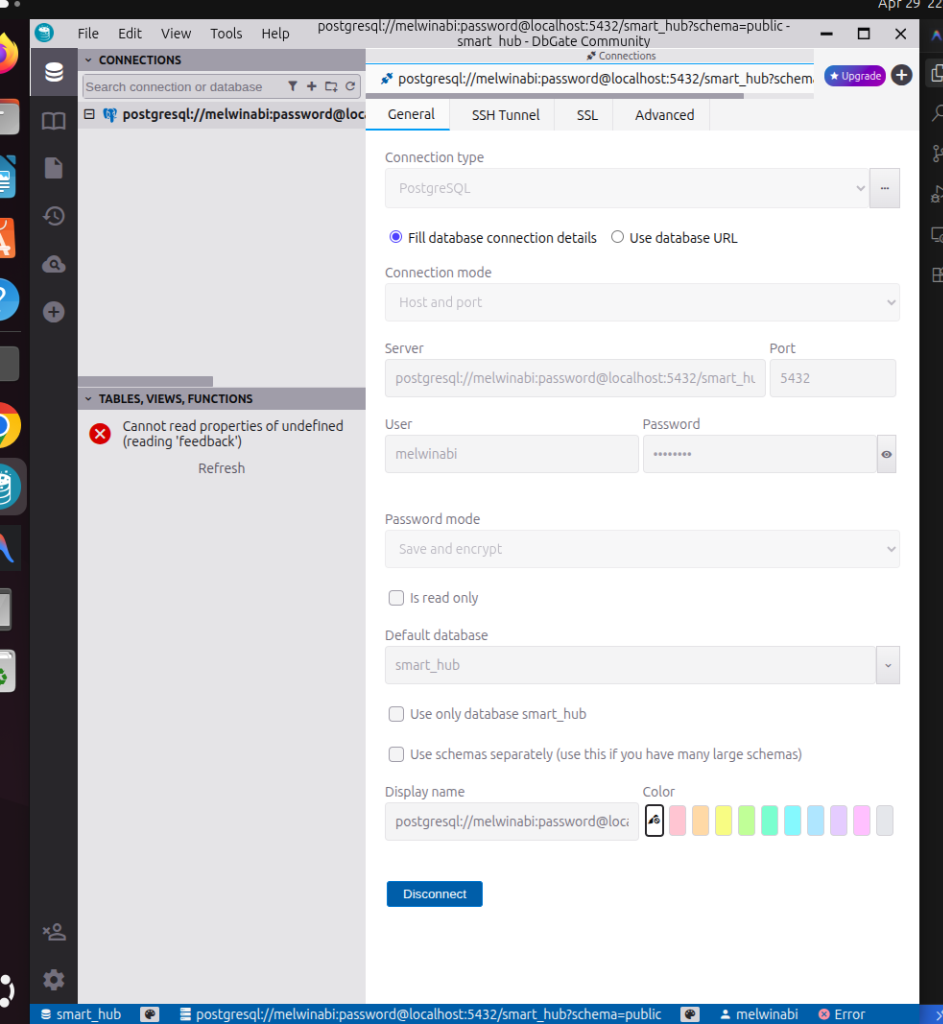 Apr 29 22
File Edit View Tools Help
postgresql://melwinabi:password@localhost:5432/smart_hub?schema=public -
smart_hub - DbGate Community
CONNECTIONS
Search connection or database
postgresql://melwinabi:password@loca
Connections
postgresql://melwinabi:password@localhost:5432/smart_hub?schema
Upgrade
General SSH Tunnel SSL Advanced
Connection type
PostgreSQL
...
Fill database connection details Use database URL
Connection mode
Host and port
Server Port
postgresql://melwinabi:password@localhost:5432/smart_hu 5432
TABLES, VIEWS, FUNCTIONS
Cannot read properties of undefined
(reading 'feedback')
Refresh
User Password
melwinabi ••••••••
Password mode
Save and encrypt
Is read only
Default database
smart_hub
Use only database smart_hub
Use schemas separately (use this if you have many large schemas)
Display name Color
postgresql://melwinabi:password@loca
Disconnect
smart_hub postgresql://melwinabi:password@localhost:5432/smart_hub?schema=public melwinabi Error